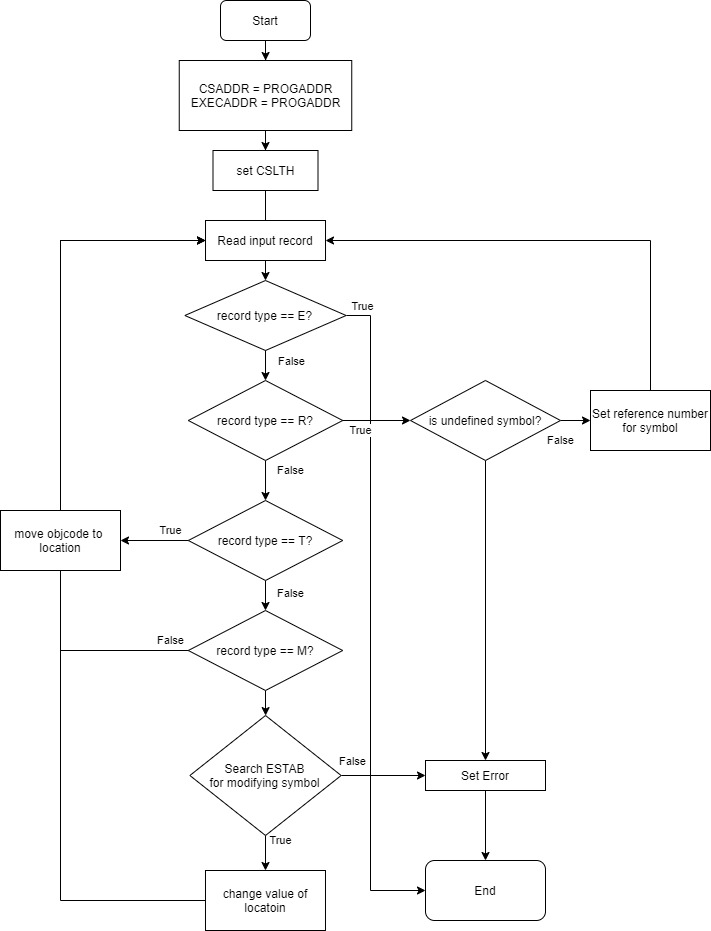 Start
CSADDR = PROGADDR
EXECADDR = PROGADDR
set CSLTH
Read input record
record type == E?
True
False
record type == R?
True
is undefined symbol?
False
Set reference number
for symbol
False
record type == T?
True
move objcode to
location
False
record type == M?
False
Search ESTAB
for modifying symbol
False
Set Error
True
change value of
locatoin
End